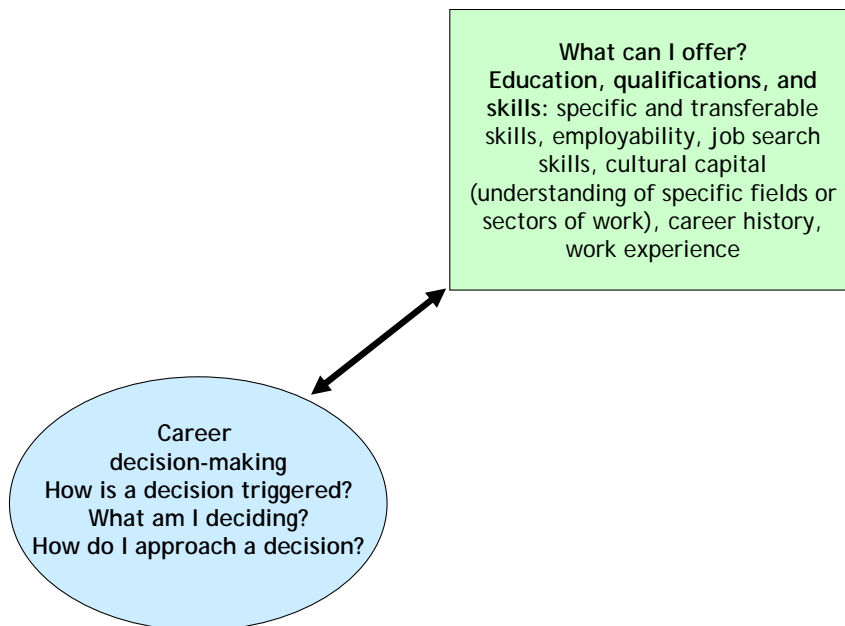 What can I offer?
Education, qualifications, and
skills: specific and transferable
skills, employability, job search
skills, cultural capital
(understanding of specific fields or
sectors of work), career history,
work experience
Career
decision-making
How is a decision triggered?
What am I deciding?
How do I approach a decision?